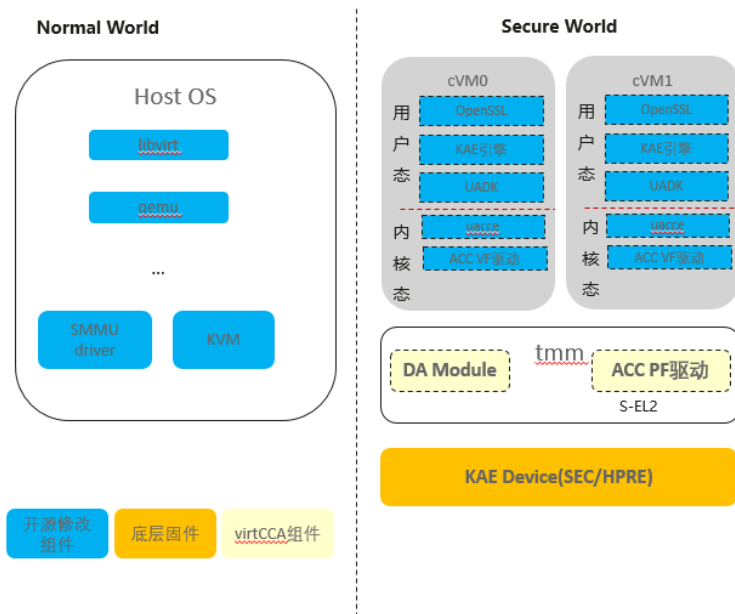 Normal World
Host OS
libvirt
qemu
...
SMMU
driver
KVM
开源修改
组件
底层固件
virtCCA组件
Secure World
cVM0
用户态
OpenSSL
KAE引擎
UADK
内核态
uacce
ACC VF驱动
cVM1
用户态
OpenSSL
KAE引擎
UADK
内核态
uacce
ACC VF驱动
tmm
DA Module
ACC PF驱动
S-EL2
KAE Device(SEC/HPRE)